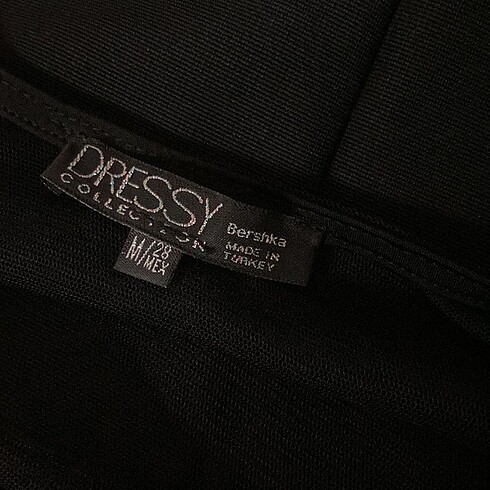 DRESSY
COLLECTION
Bershka
MADE IN
TURKEY
M/28
MEX